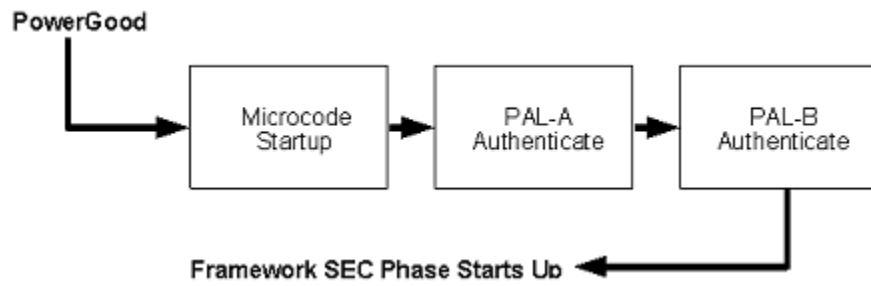 PowerGood
Microcode
Startup
PAL-A
Authenticate
PAL-B
Authenticate
Framework SEC Phase Starts Up